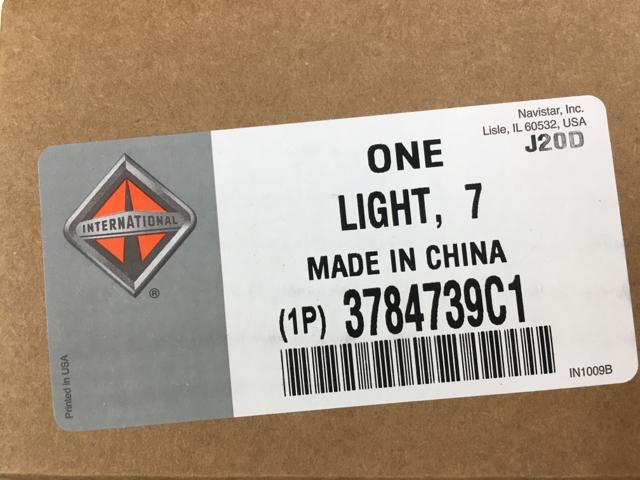 Navistar, Inc.
Lisle, IL 60532, USA
J20D
ONE
LIGHT, 7
INTERNATIONAL
®
MADE IN CHINA
(1P) 3784739C1
IN1009B
Printed in USA